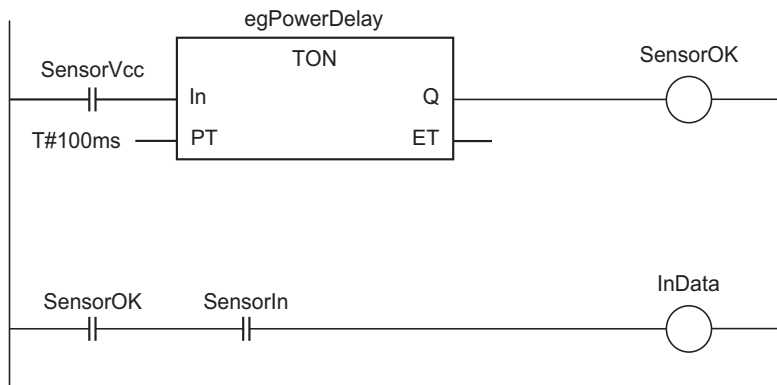 egPowerDelay
SensorVcc
TON
SensorOK
In
Q
T#100ms
PT
ET
SensorOK
SensorIn
InData